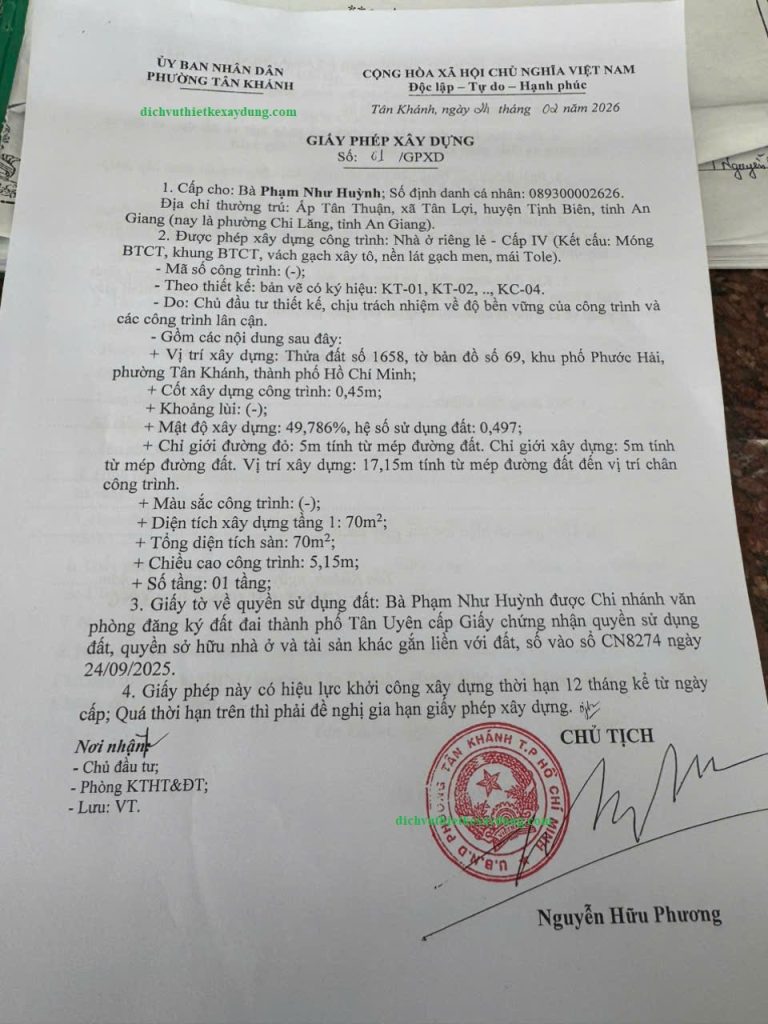 ỦY BAN NHÂN DÂN
PHƯỜNG TÂN KHÁNH
CỘNG HÒA XÃ HỘI CHỦ NGHĨA VIỆT NAM
Độc lập – Tự do – Hạnh phúc
dichvuthietkexaydung.com
Tân Khánh, ngày tháng 02 năm 2026
GIẤY PHÉP XÂY DỰNG
Số: 01 /GPXD
1. Cấp cho: Bà Phạm Như Huỳnh; Số định danh cá nhân: 089300002626.
Địa chỉ thường trú: Ấp Tân Thuận, xã Tân Lợi, huyện Tịnh Biên, tỉnh An
Giang (nay là phường Chi Lăng, tỉnh An Giang).
2. Được phép xây dựng công trình: Nhà ở riêng lẻ - Cấp IV (Kết cấu: Móng
BTCT, khung BTCT, vách gạch xây tô, nền lát gạch men, mái Tole).
- Mã số công trình: (-);
- Theo thiết kế: bản vẽ có ký hiệu: KT-01, KT-02, .., KC-04.
- Do: Chủ đầu tư thiết kế, chịu trách nhiệm về độ bền vững của công trình và
các công trình lân cận.
- Gồm các nội dung sau đây:
+ Vị trí xây dựng: Thửa đất số 1658, tờ bản đồ số 69, khu phố Phước Hải,
phường Tân Khánh, thành phố Hồ Chí Minh;
+ Cốt xây dựng công trình: 0,45m;
+ Khoảng lùi: (-);
+ Mật độ xây dựng: 49,786%, hệ số sử dụng đất: 0,497;
+ Chỉ giới đường đỏ: 5m tính từ mép đường đất. Chỉ giới xây dựng: 5m tính
từ mép đường đất. Vị trí xây dựng: 17,15m tính từ mép đường đất đến vị trí chân
công trình.
+ Màu sắc công trình: (-);
+ Diện tích xây dựng tầng 1: 70m²;
+ Tổng diện tích sàn: 70m²;
+ Chiều cao công trình: 5,15m;
+ Số tầng: 01 tầng;
3. Giấy tờ về quyền sử dụng đất: Bà Phạm Như Huỳnh được Chi nhánh văn
phòng đăng ký đất đai thành phố Tân Uyên cấp Giấy chứng nhận quyền sử dụng
đất, quyền sở hữu nhà ở và tài sản khác gắn liền với đất, số vào sổ CN8274 ngày
24/09/2025.
4. Giấy phép này có hiệu lực khởi công xây dựng thời hạn 12 tháng kể từ ngày
cấp; Quá thời hạn trên thì phải đề nghị gia hạn giấy phép xây dựng.
Nơi nhận:
- Chủ đầu tư;
- Phòng KTHT&ĐT;
- Lưu: VT.
CHỦ TỊCH
U.B.N.D PHƯỜNG TÂN KHÁNH T.P HỒ CHÍ MINH
dichvuthietkexaydung.com
Nguyễn Hữu Phương
Nguyễn